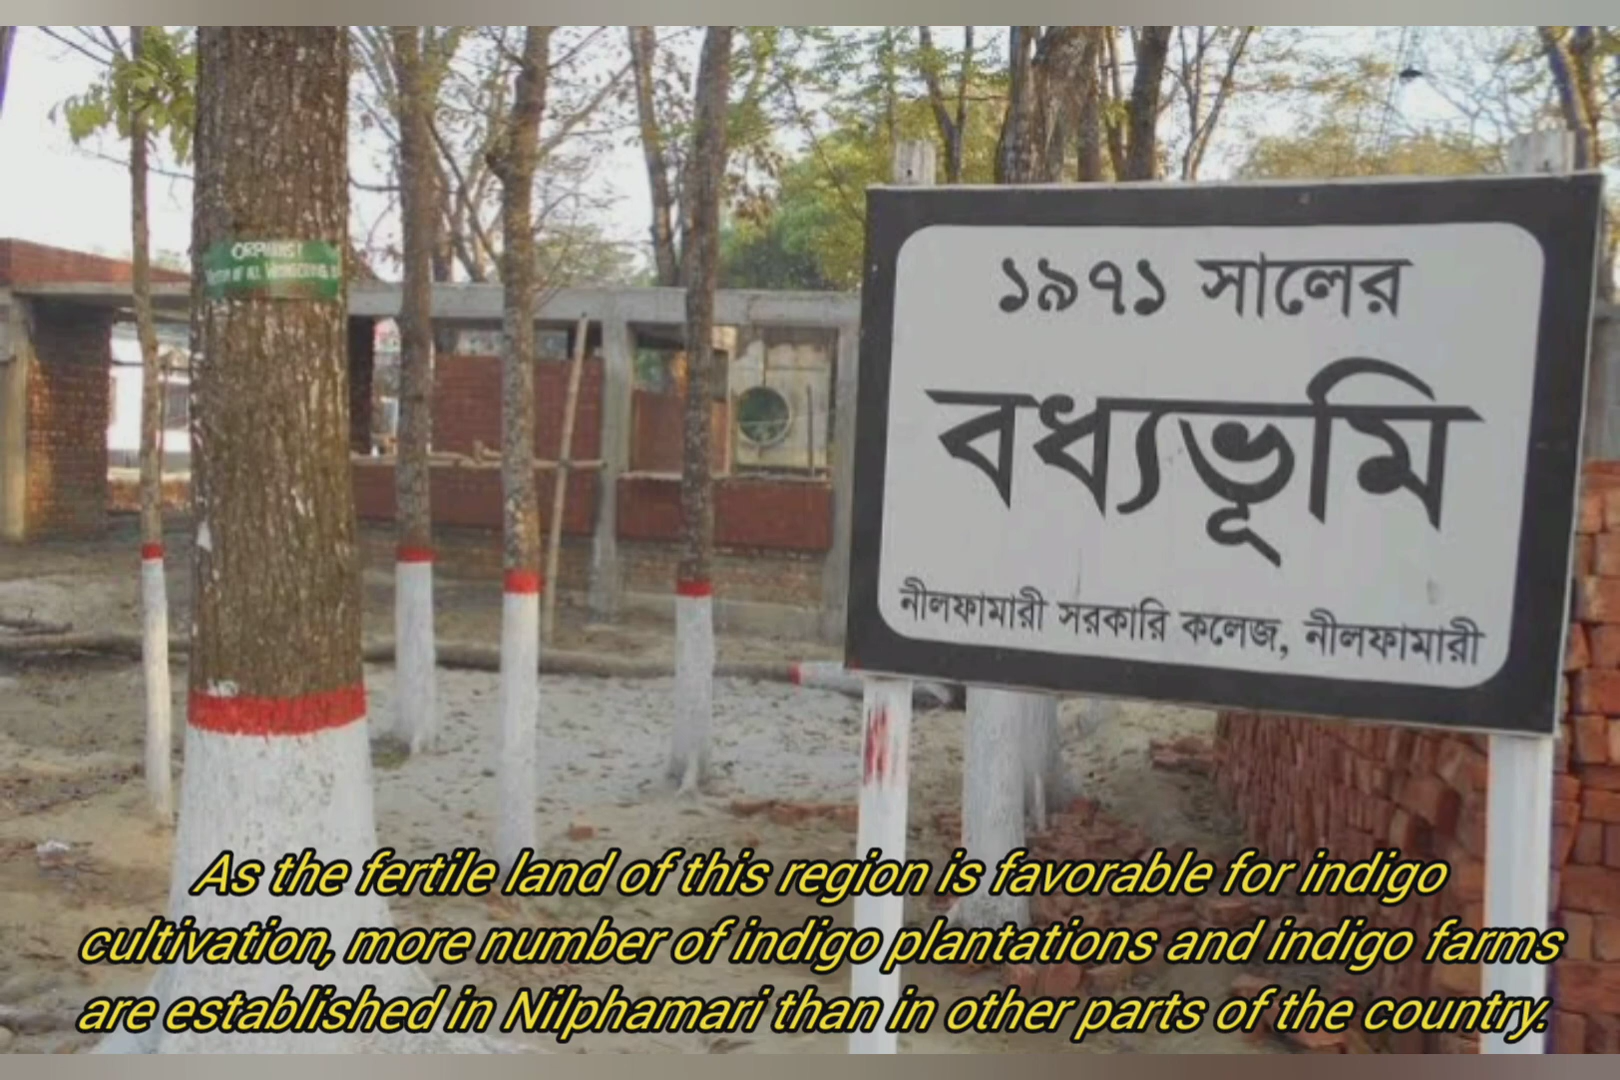 ১৯৭১ সালের
বধ্যভূমি
নীলফামারী সরকারি কলেজ, নীলফামারী
As the fertile land of this region is favorable for indigo
cultivation, more number of indigo plantations and indigo farms
are established in Nilphamari than in other parts of the country.